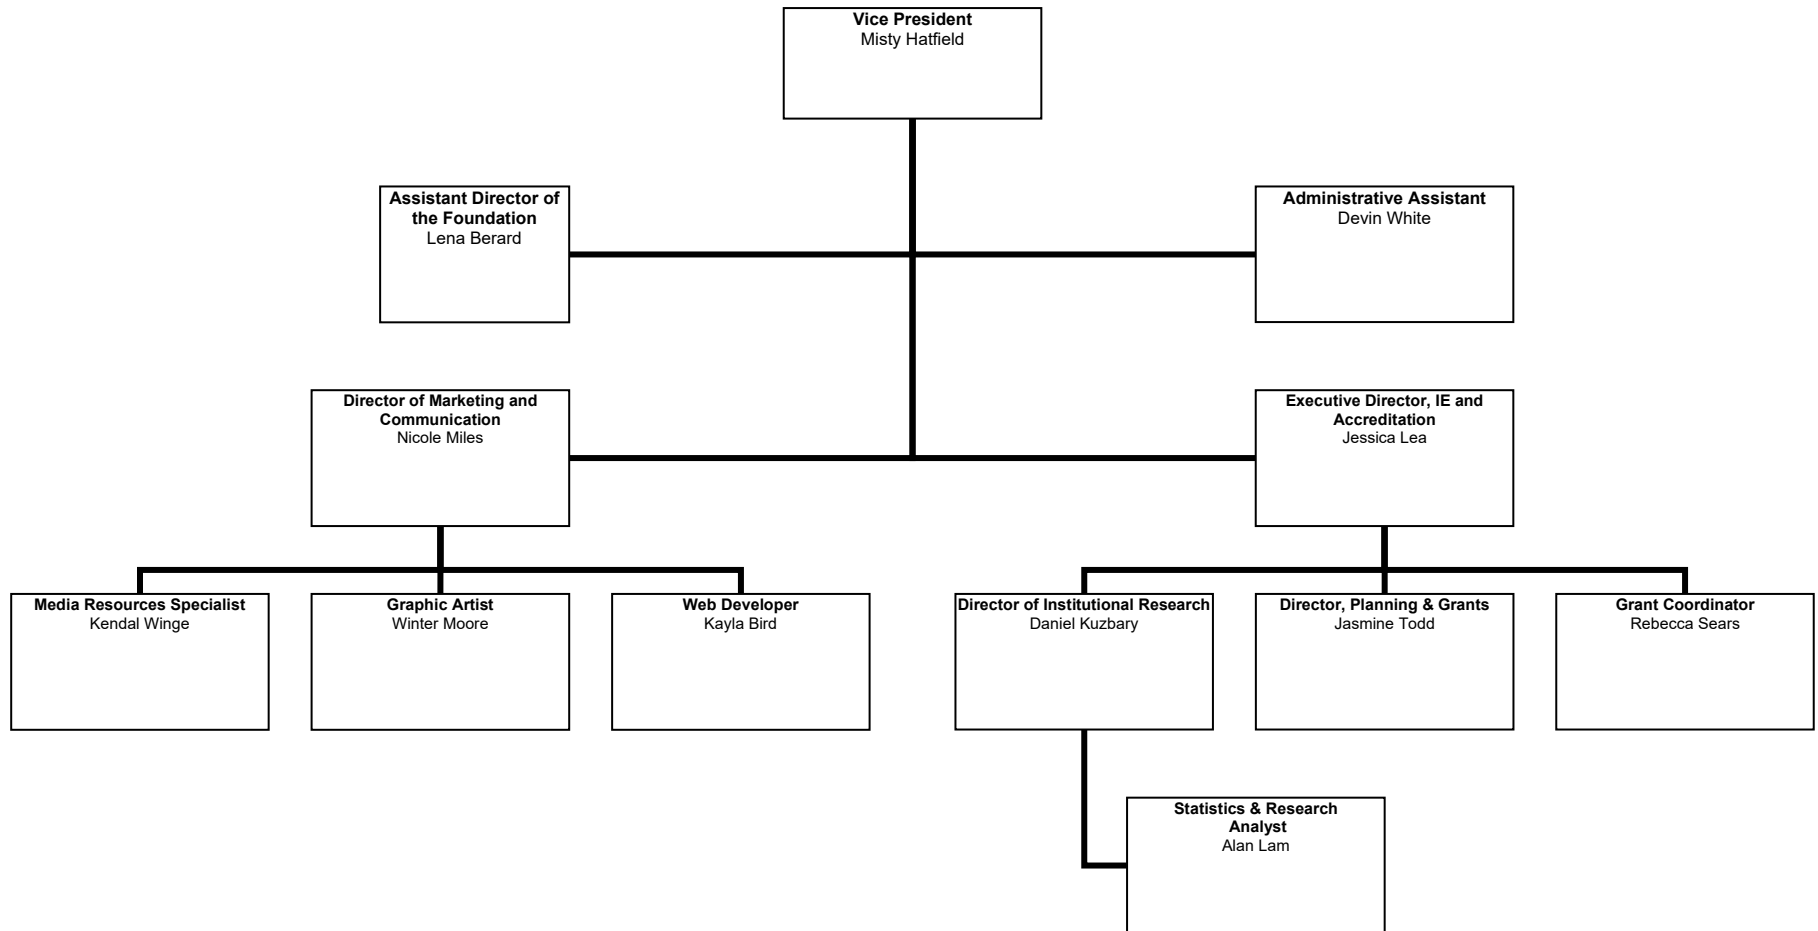 Vice President
Misty Hatfield
Assistant Director of
the Foundation
Lena Berard
Administrative Assistant
Devin White
Director of Marketing and
Communication
Nicole Miles
Executive Director, IE and
Accreditation
Jessica Lea
Media Resources Specialist
Kendal Winge
Graphic Artist
Winter Moore
Web Developer
Kayla Bird
Director of Institutional Research
Daniel Kuzbary
Director, Planning & Grants
Jasmine Todd
Grant Coordinator
Rebecca Sears
Statistics & Research
Analyst
Alan Lam